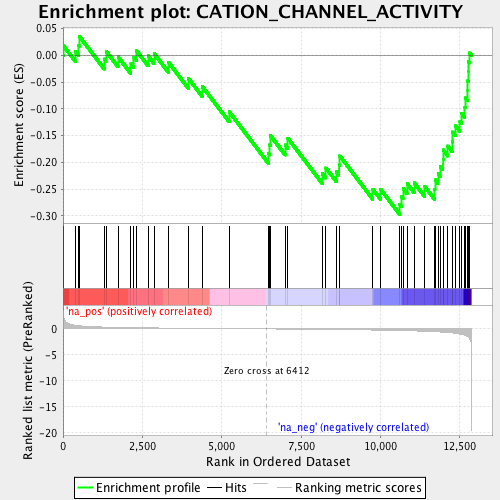 Enrichment plot: CATION_CHANNEL_ACTIVITY
Enrichment score (ES)
0.05
0.00
-0.05
-0.10
-0.15
-0.20
-0.25
-0.30
'na_pos' (positively correlated)
Ranked list metric (PreRanked)
0
-5
-10
-15
-20
Zero cross at 6412
'na_neg' (negatively correlated)
0
2,500
5,000
7,500
10,000
12,500
Rank in Ordered Dataset
Enrichment profile
Hits
Ranking metric scores